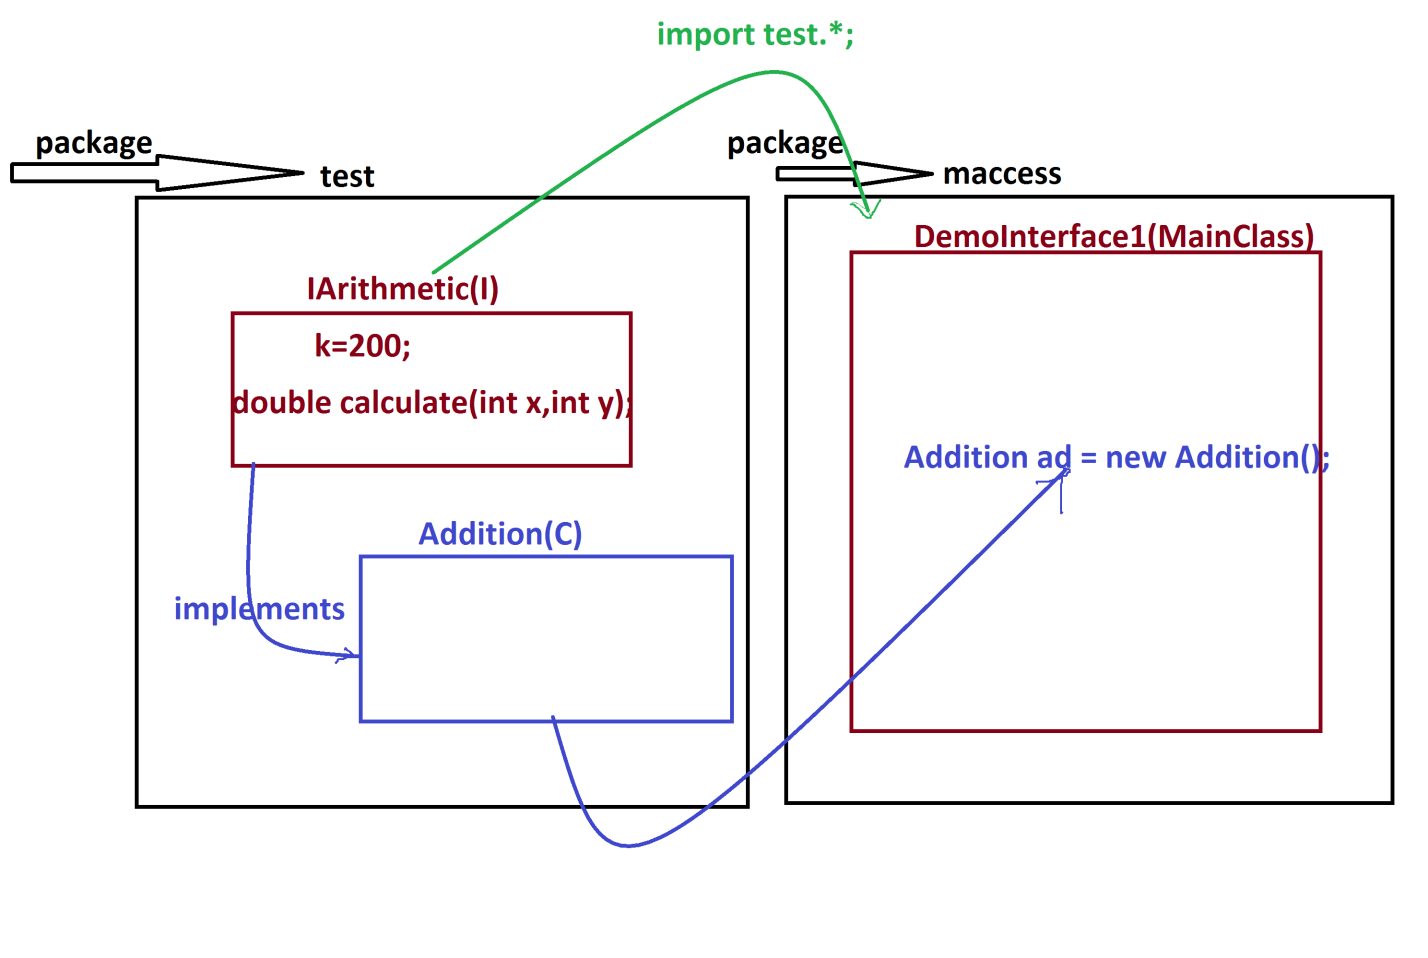 import test.*;
package
test
package
maccess
IArithmetic(I)
k=200;
double calculate(int x,int y);
Addition(C)
implements
DemoInterface1(MainClass)
Addition ad = new Addition();